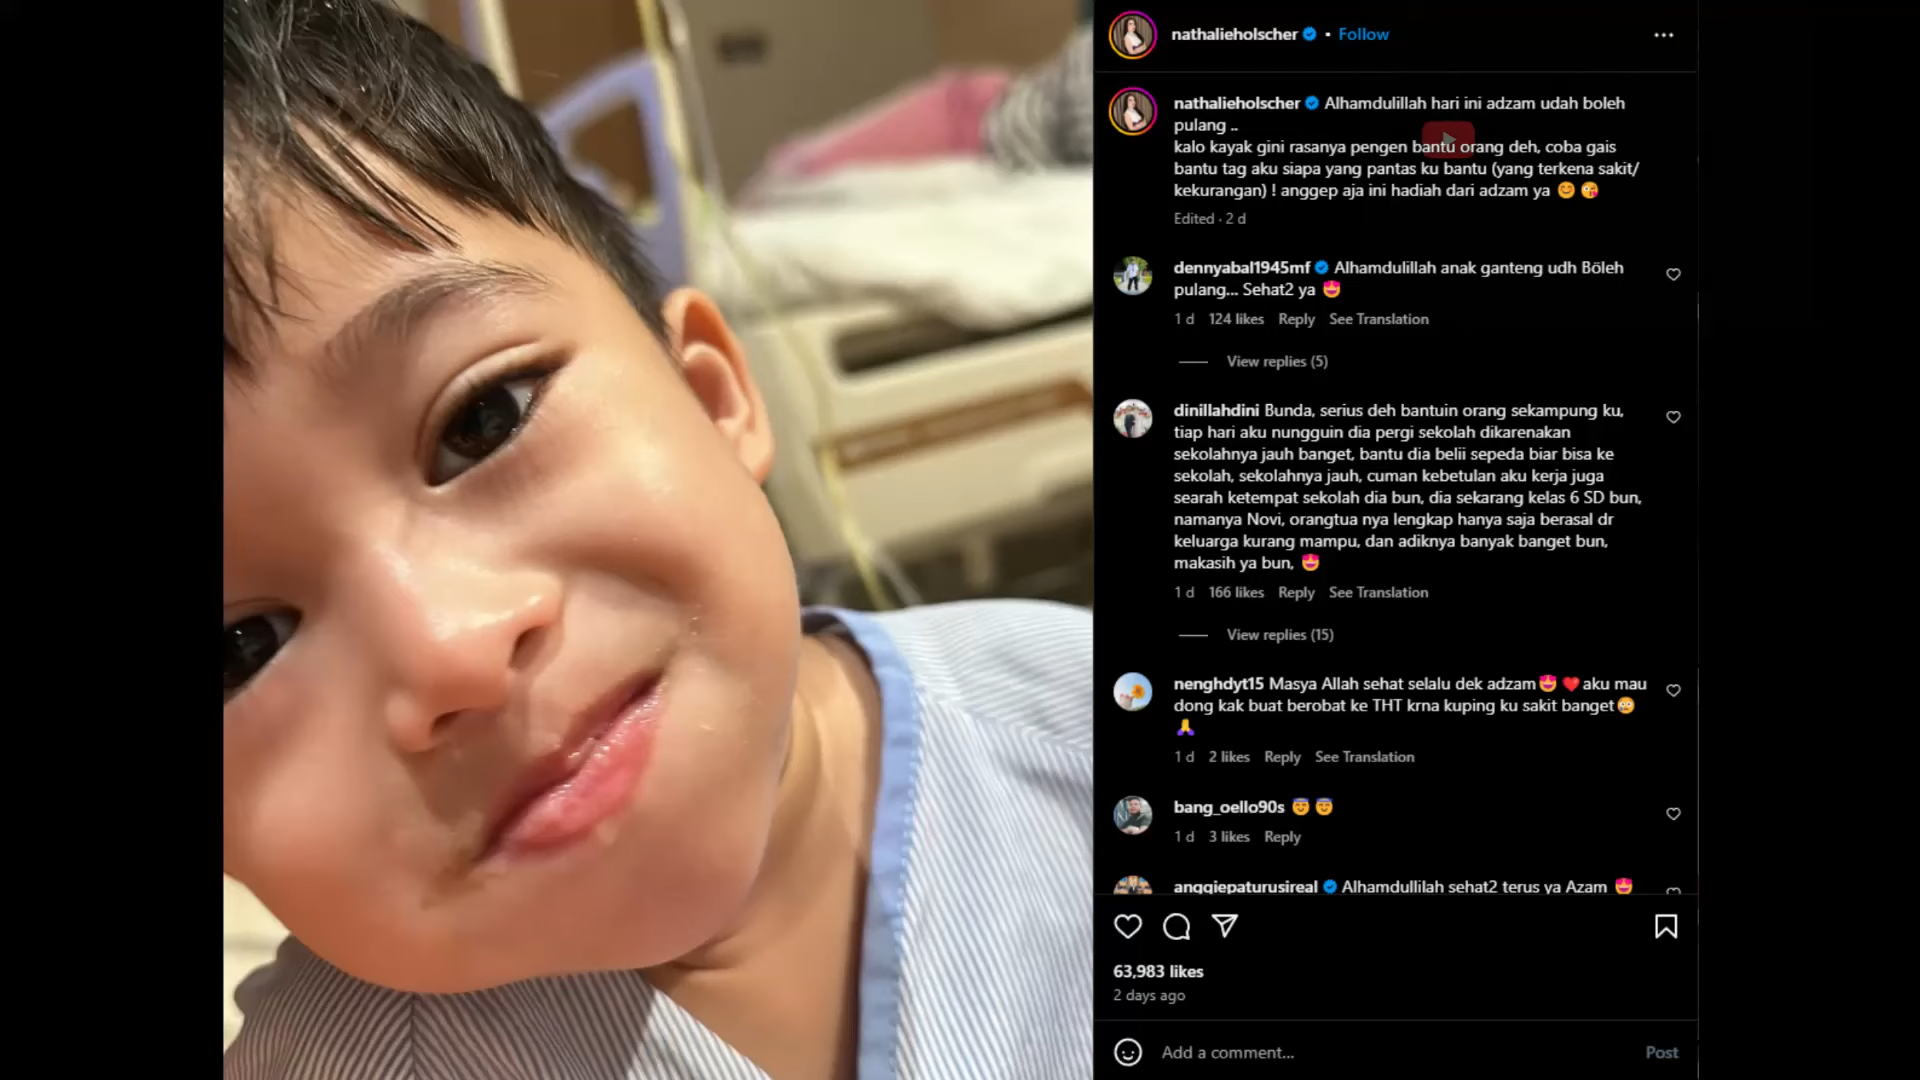 nathalieholscher • Follow
nathalieholscher Alhamdulillah hari ini adzam udah boleh
pulang ..
kalo kayak gini rasanya pengen bantu orang deh, coba gais
bantu tag aku siapa yang pantas ku bantu (yang terkena sakit/
kekurangan) ! anggep aja ini hadiah dari adzam ya 😊 😘
Edited · 2 d
dennyabal1945mf Alhamdulillah anak ganteng udh Böleh
pulang... Sehat2 ya 😍
1 d 124 likes Reply See Translation
View replies (5)
dinillahdini Bunda, serius deh bantuin orang sekampung ku,
tiap hari aku nungguin dia pergi sekolah dikarenakan
sekolahnya jauh banget, bantu dia belii sepeda biar bisa ke
sekolah, sekolahnya jauh, cuman kebetulan aku kerja juga
searah ketempat sekolah dia bun, dia sekarang kelas 6 SD bun,
namanya Novi, orangtua nya lengkap hanya saja berasal dr
keluarga kurang mampu, dan adiknya banyak banget bun,
makasih ya bun, 😍
1 d 166 likes Reply See Translation
View replies (15)
nenghdyt15 Masya Allah sehat selalu dek adzam😍 ❤️aku mau
dong kak buat berobat ke THT krna kuping ku sakit banget😳
🙏
1 d 2 likes Reply See Translation
bang_oello90s 😇 😇
1 d 3 likes Reply
anggiepaturusireal Alhamdullilah sehat2 terus ya Azam 😍
63,983 likes
2 days ago
Add a comment... Post